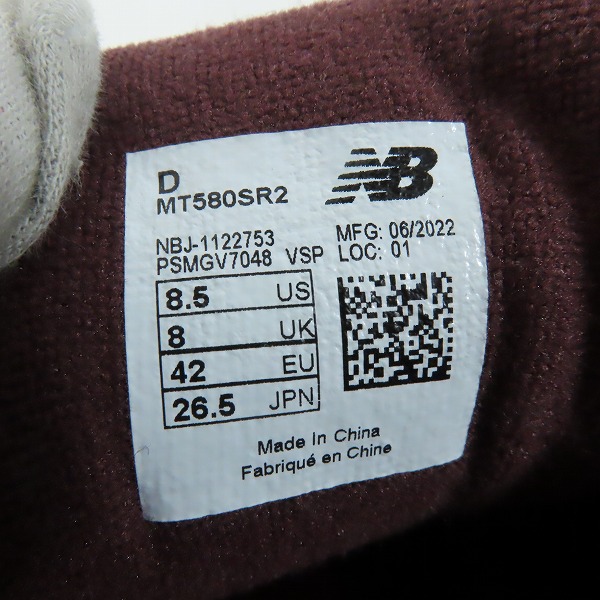 D
MT580SR2
NB
NBJ-1122753
PSMGV7048 VSP
MFG: 06/2022
LOC: 01
8.5 US
8 UK
42 EU
26.5 JPN
Made In China
Fabriqué en Chine